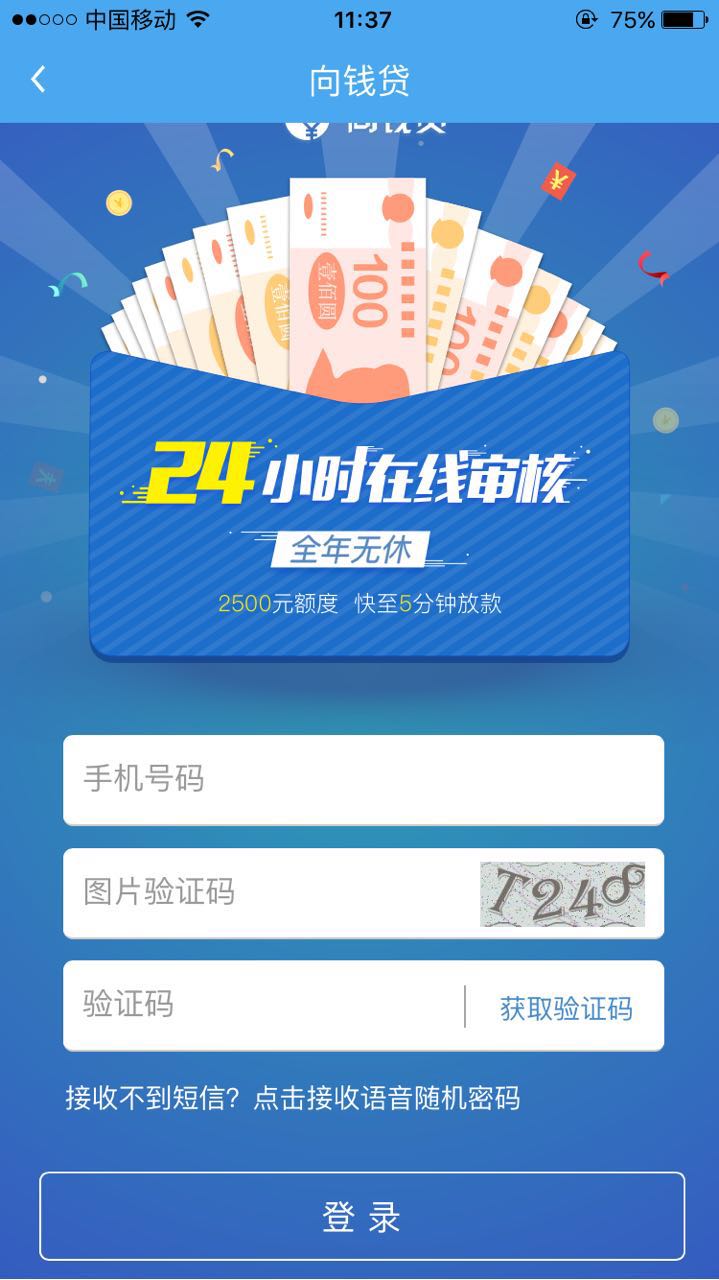 中国移动 11:37 75%
向钱贷
¥
¥
壹佰圆 100
壹佰圆
100
24小时在线审核
全年无休
2500元额度 快至5分钟放款
手机号码
图片验证码 T248
验证码 获取验证码
接收不到短信？点击接收语音随机密码
登录